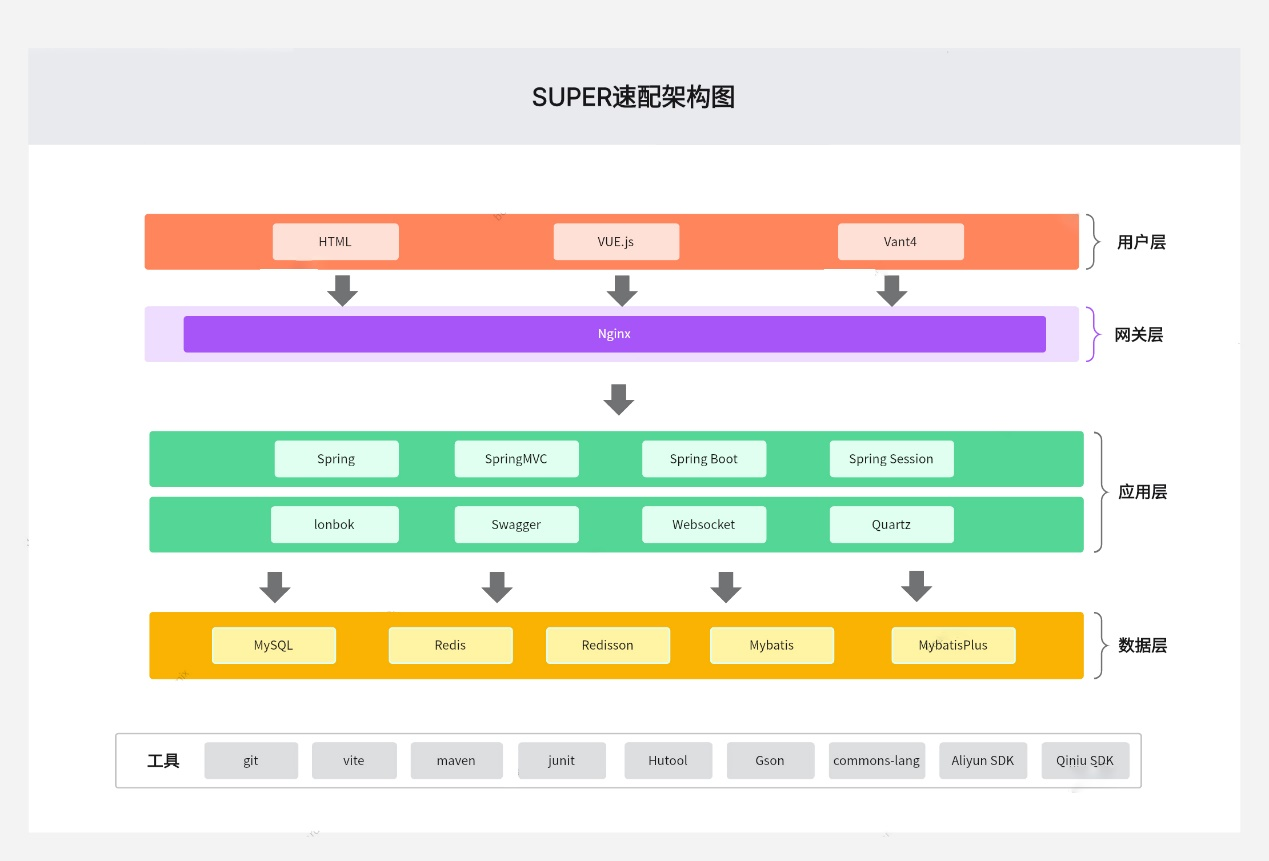 SUPER速配架构图
HTML
VUE.js
Vant4
用户层
Nginx
网关层
Spring
SpringMVC
Spring Boot
Spring Session
应用层
lonbok
Swagger
Websocket
Quartz
MySQL
Redis
Redisson
Mybatis
MybatisPlus
数据层
工具
git
vite
maven
junit
Hutool
Gson
commons-lang
Aliyun SDK
Qiniu SDK